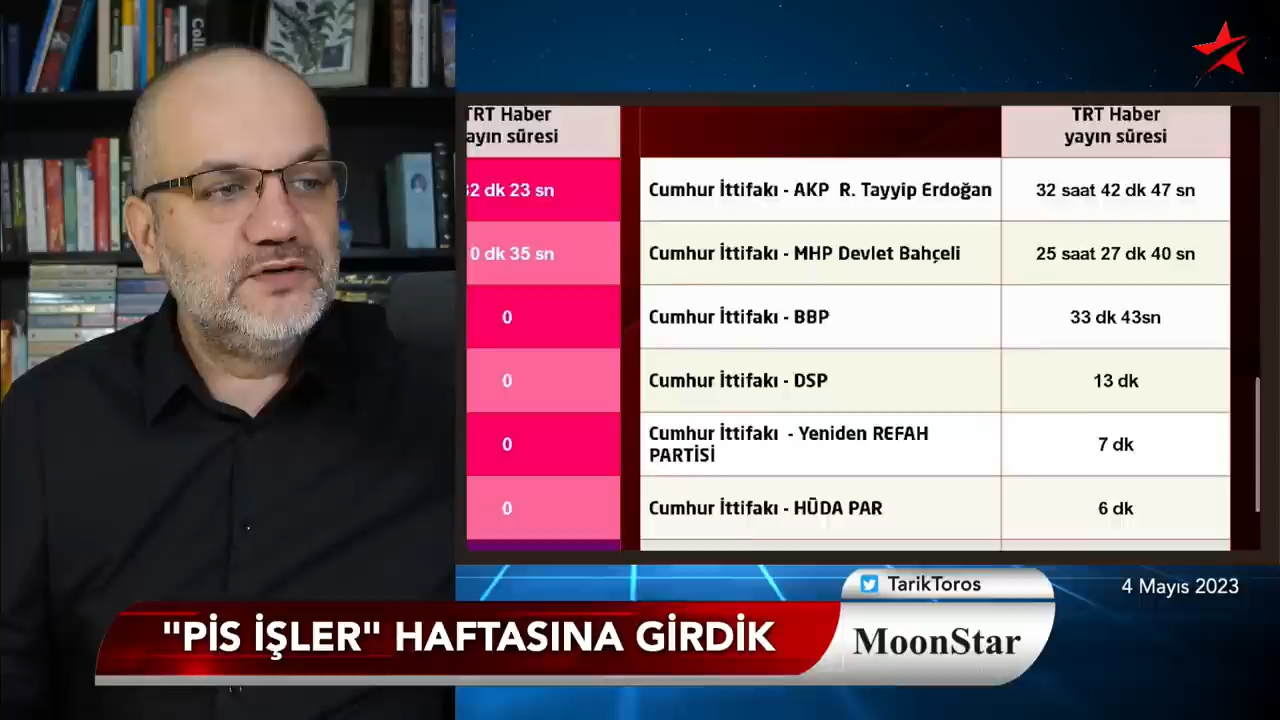 TRT Haber
yayın süresi
TRT Haber
dk 23 sn
Cumhur İttifakı - AKP R. Tayyip Erdoğan
32 saat 42 dk 47 sn
0 dk 35 sn
Cumhur İttifakı - MHP Devlet Bahçeli
25 saat 27 dk 40 sn
0
Cumhur İttifakı - BBP
33 dk 43sn
0
Cumhur İttifakı - DSP
13 dk
0
Cumhur İttifakı - Yeniden REFAH
PARTİSİ
7 dk
0
Cumhur İttifakı - HÜDA PAR
6 dk
TarikToros
4 Mayıs 2023
"PİS İŞLER" HAFTASINA GİRDİK
MoonStar